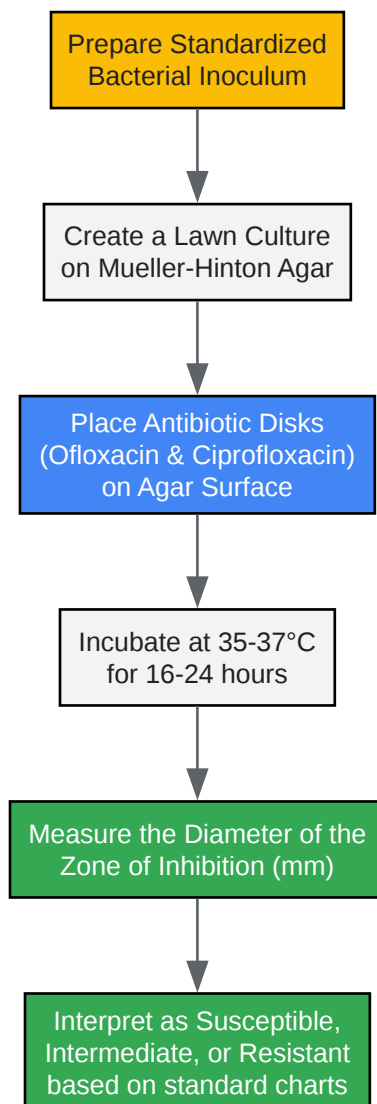 Prepare Standardized
Bacterial Inoculum
Create a Lawn Culture
on Mueller-Hinton Agar
Place Antibiotic Disks
(Ofloxacin & Ciprofloxacin)
on Agar Surface
Incubate at 35-37°C
for 16-24 hours
Measure the Diameter of the
Zone of Inhibition (mm)
Interpret as Susceptible,
Intermediate, or Resistant
based on standard charts